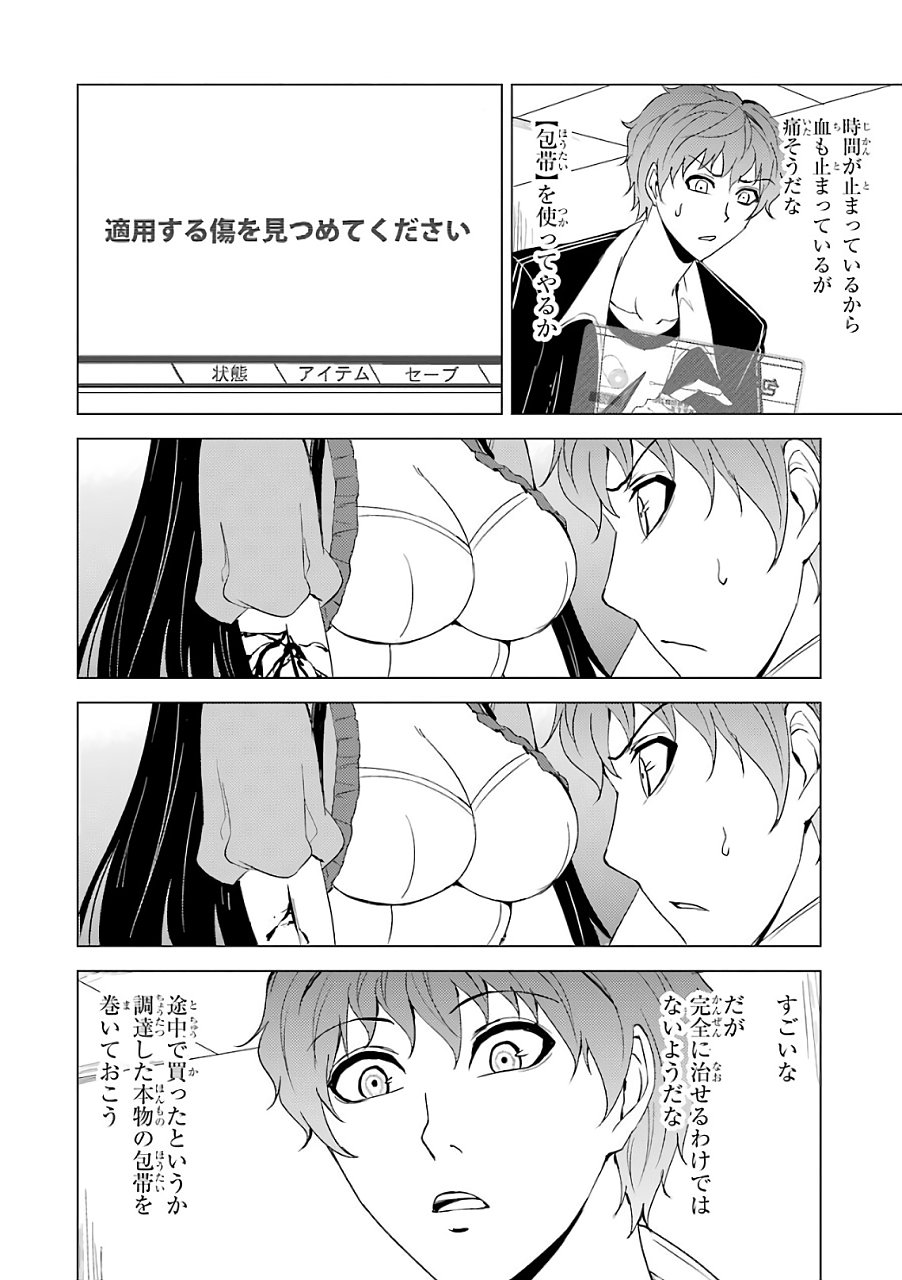 時間が止まっているから
血も止まっているが
痛そうだな
【包帯】を使ってやるか
適用する傷を見つめてください
状態
アイテム
セーブ
すごいな
だが
完全に治せるわけでは
ないようだな
途中で買ったというか
調達した本物の包帯を
巻いておこう